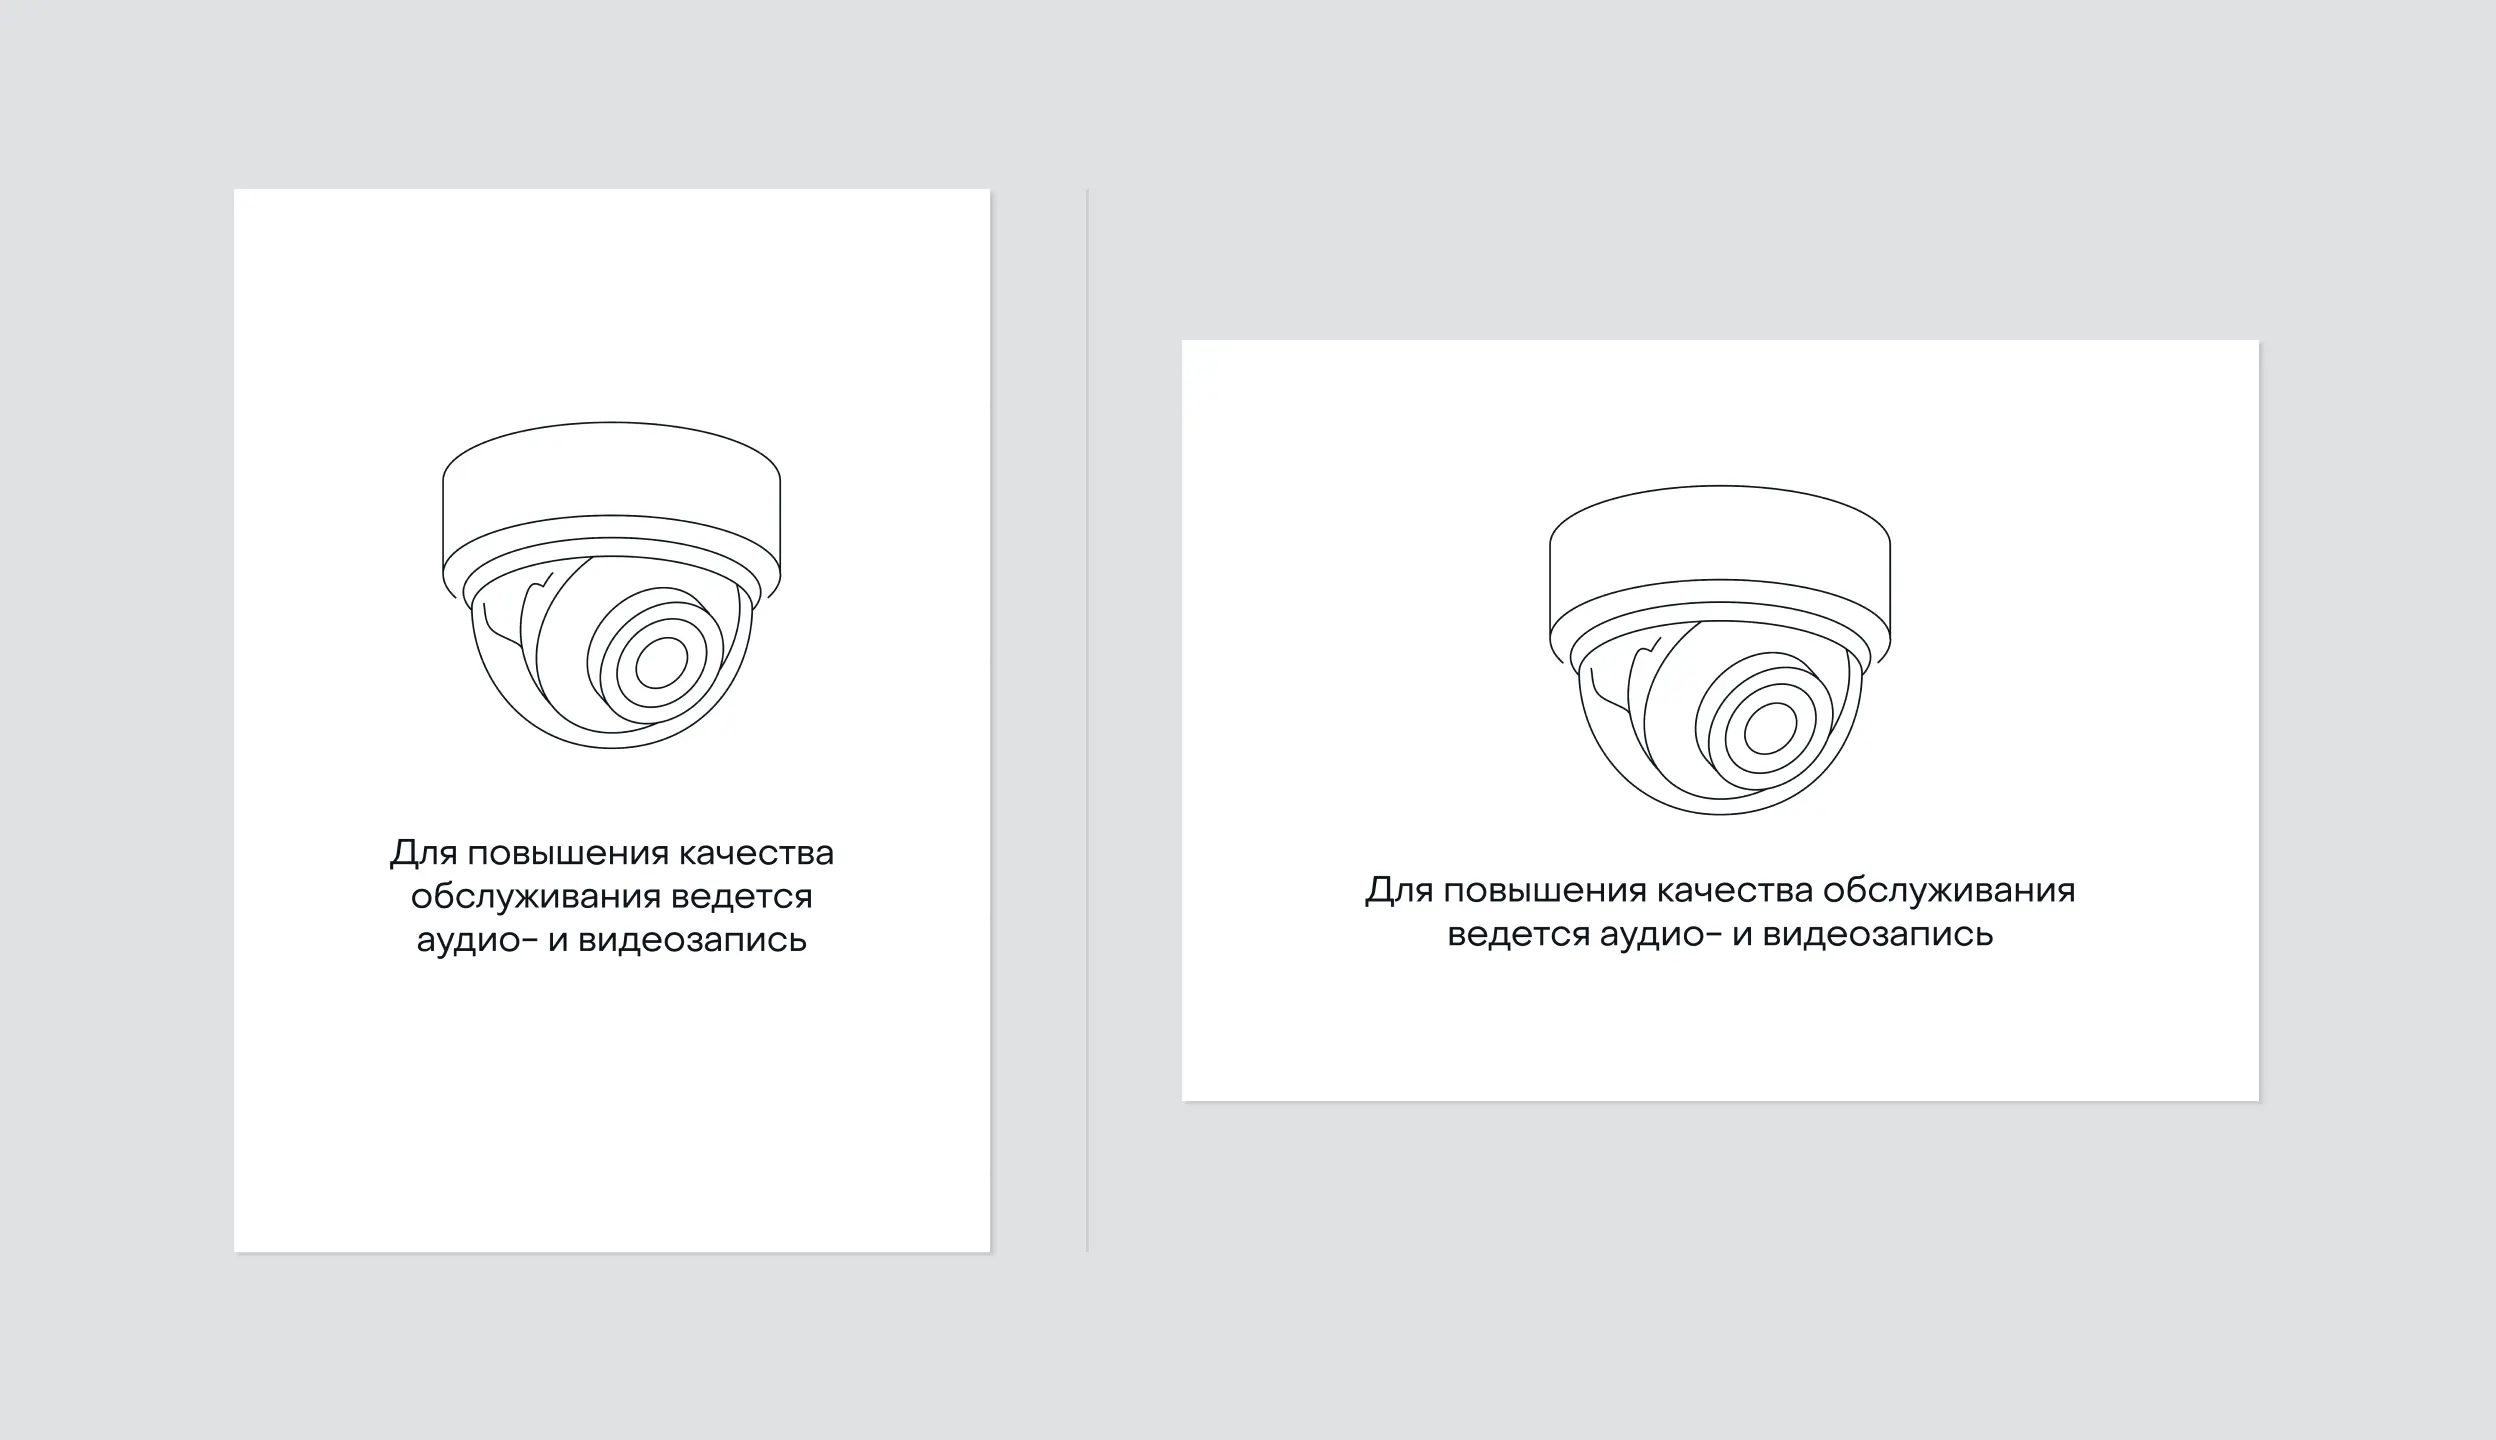 Для повышения качества
обслуживания ведется
аудио- и видеозапись
Для повышения качества обслуживания
ведется аудио- и видеозапись